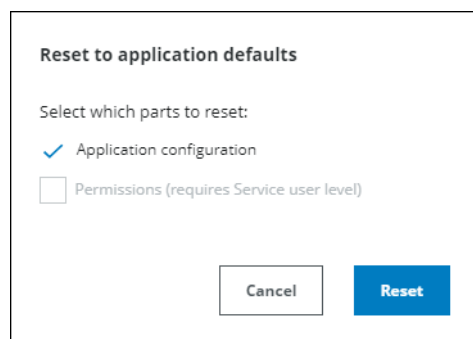 Reset to application defaults
Select which parts to reset:
Application configuration
Permissions (requires Service user level)
Cancel
Reset